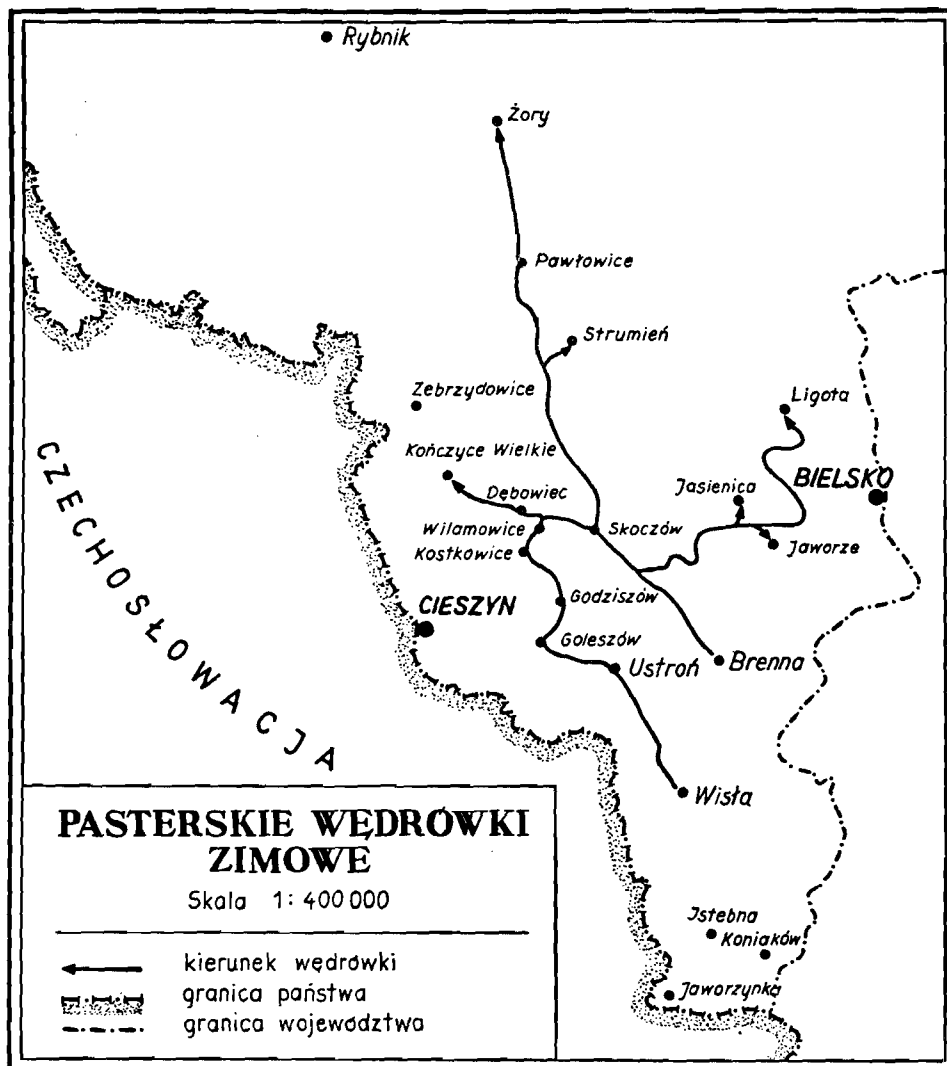 Rybnik
Żory
Pawłowice
Strumień
Zebrzydowice
Ligota
Kończyce Wielkie
BIELSKO
Jasienica
Dębowiec
Wilamowice
Skoczów
Kostkowice
Jaworze
CZECHOSŁOWACJA
CIESZYN
Godziszów
Goleszów
Ustroń
Brenna
Wisła
PASTERSKIE WĘDRÓWKI
ZIMOWE
Skala 1:400 000
Istebna
Koniaków
Jaworzynka
kierunek wędrówki
granica państwa
granica województwa